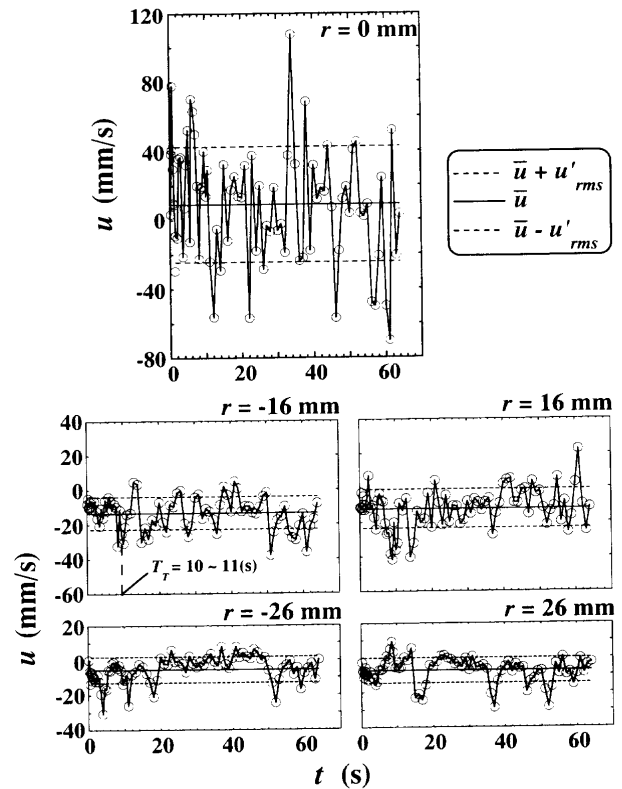 r = 0 mm
120
80
40
0
-40
-80
u (mm/s)
0 20 40 60
u̅ + u'rms
u̅
u̅ - u'rms
r = -16 mm
r = 16 mm
40
20
0
-20
-40
-60
T_T = 10 ~ 11(s)
u (mm/s)
r = -26 mm
r = 26 mm
20
0
-20
-40
0 20 40 60
0 20 40 60
t (s)